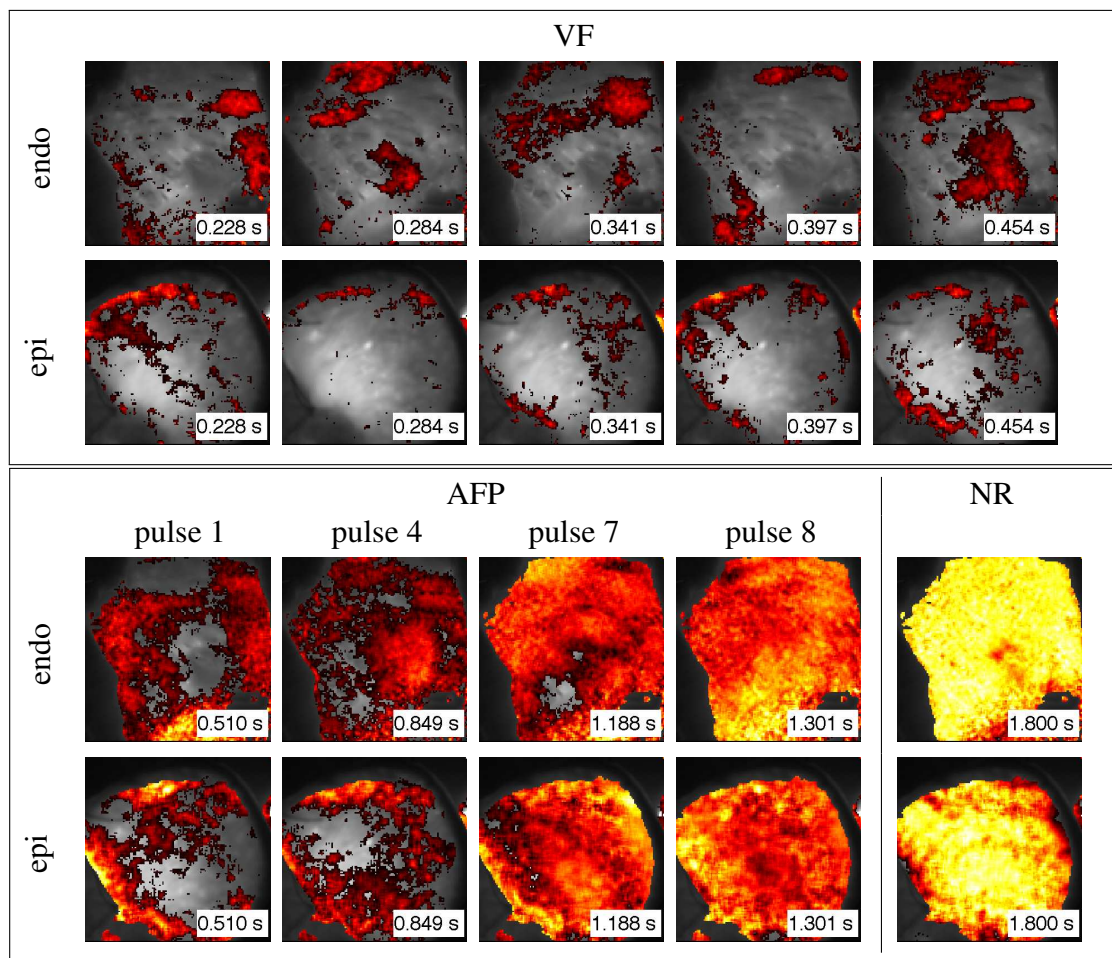 VF
endo
0.228 s 0.284 s 0.341 s 0.397 s 0.454 s
epi
0.228 s 0.284 s 0.341 s 0.397 s 0.454 s
AFP NR
pulse 1 pulse 4 pulse 7 pulse 8
endo
0.510 s 0.849 s 1.188 s 1.301 s 1.800 s
epi
0.510 s 0.849 s 1.188 s 1.301 s 1.800 s